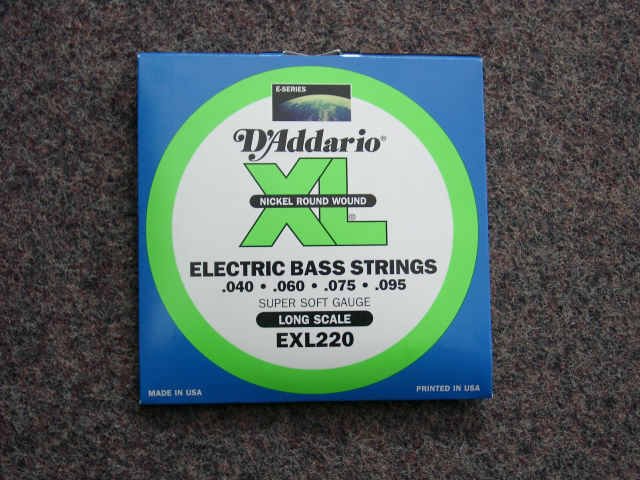 E-SERIES
D'Addario®
XL®
NICKEL ROUND WOUND
ELECTRIC BASS STRINGS
.040 • .060 • .075 • .095
SUPER SOFT GAUGE
LONG SCALE
EXL220
MADE IN USA
PRINTED IN USA